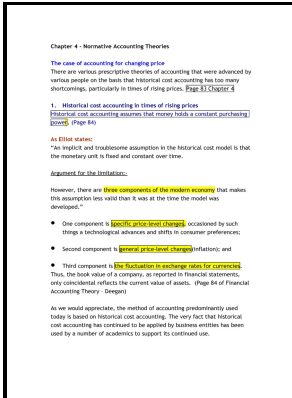 Chapter 4 - Normative Accounting Theories
The case of accounting for changing price
There are various prescriptive theories of accounting that were advanced by
various people on the basis that historical cost accounting has too many
shortcomings, particularly in times of rising prices. Page 83 Chapter 4
1. Historical cost accounting in times of rising prices
Historical cost accounting assumes that money holds a constant purchasing
power. (Page 84)
As Elliot states:
"An implicit and troublesome assumption in the historical cost model is that
the monetary unit is fixed and constant over time.
Argument for the limitation:-
However, there are three components of the modern economy that makes
this assumption less valid than it was at the time the model was
developed."
● One component is specific price-level changes, occasioned by such
things a technological advances and shifts in consumer preferences;
● Second component is general price-level changes (inflation); and
● Third component is the fluctuation in exchange rates for currencies.
Thus, the book value of a company, as reported in financial statements,
only coincidental reflects the current value of assets. (Page 84 of Financial
Accounting Theory - Deegan)
As we would appreciate, the method of accounting predominantly used
today is based on historical cost accounting. The very fact that historical
cost accounting has continued to be applied by business entities has been
used by a number of academics to support its continued use.